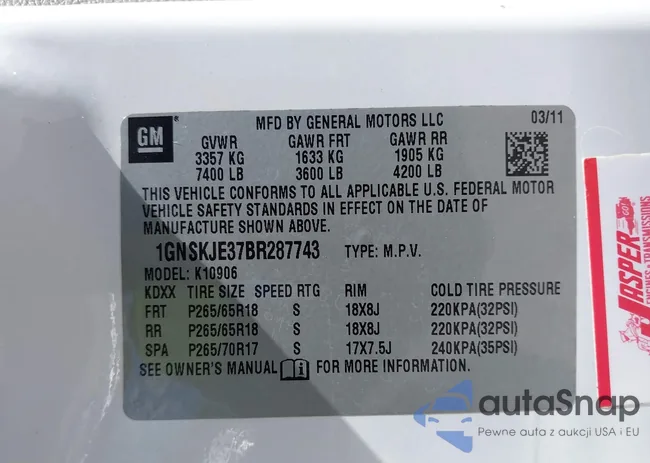 GM
MFD BY GENERAL MOTORS LLC 03/11
GVWR GAWR FRT GAWR RR
3357 KG 1633 KG 1905 KG
7400 LB 3600 LB 4200 LB
THIS VEHICLE CONFORMS TO ALL APPLICABLE U.S. FEDERAL MOTOR
VEHICLE SAFETY STANDARDS IN EFFECT ON THE DATE OF
MANUFACTURE SHOWN ABOVE.
1GNSKJE37BR287743 TYPE: M.P.V.
MODEL: K10906
KDXX TIRE SIZE SPEED RTG RIM COLD TIRE PRESSURE
FRT P265/65R18 S 18X8J 220KPA(32PSI)
RR P265/65R18 S 18X8J 220KPA(32PSI)
SPA P265/70R17 S 17X7.5J 240KPA(35PSI)
SEE OWNER'S MANUAL FOR MORE INFORMATION.
JASPER
ENGINES & TRANSMISSIONS
autoSnap
Pewne auta z aukcji USA i EU